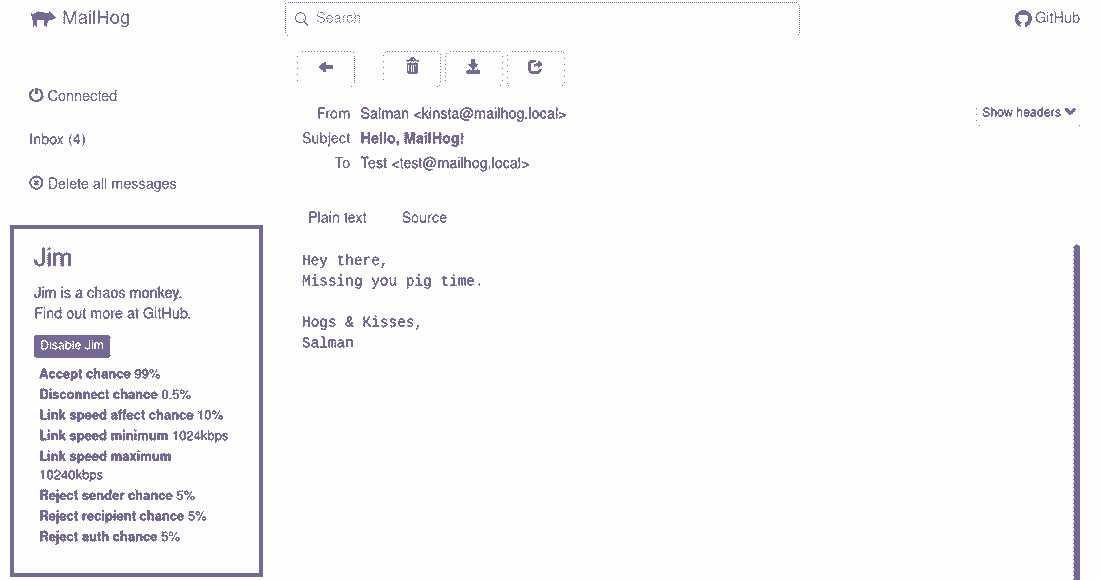 MailHog
Search
GitHub
Connected
Inbox (4)
Delete all messages
Jim
Jim is a chaos monkey.
Find out more at GitHub.
Disable Jim
Accept chance 99%
Disconnect chance 0.5%
Link speed affect chance 10%
Link speed minimum 1024kbps
Link speed maximum
10240kbps
Reject sender chance 5%
Reject recipient chance 5%
Reject auth chance 5%
From Salman <kinsta@mailhog.local>
Show headers
Subject Hello, MailHog!
To Test <test@mailhog.local>
Plain text Source
Hey there,
Missing you pig time.
Hogs & Kisses,
Salman